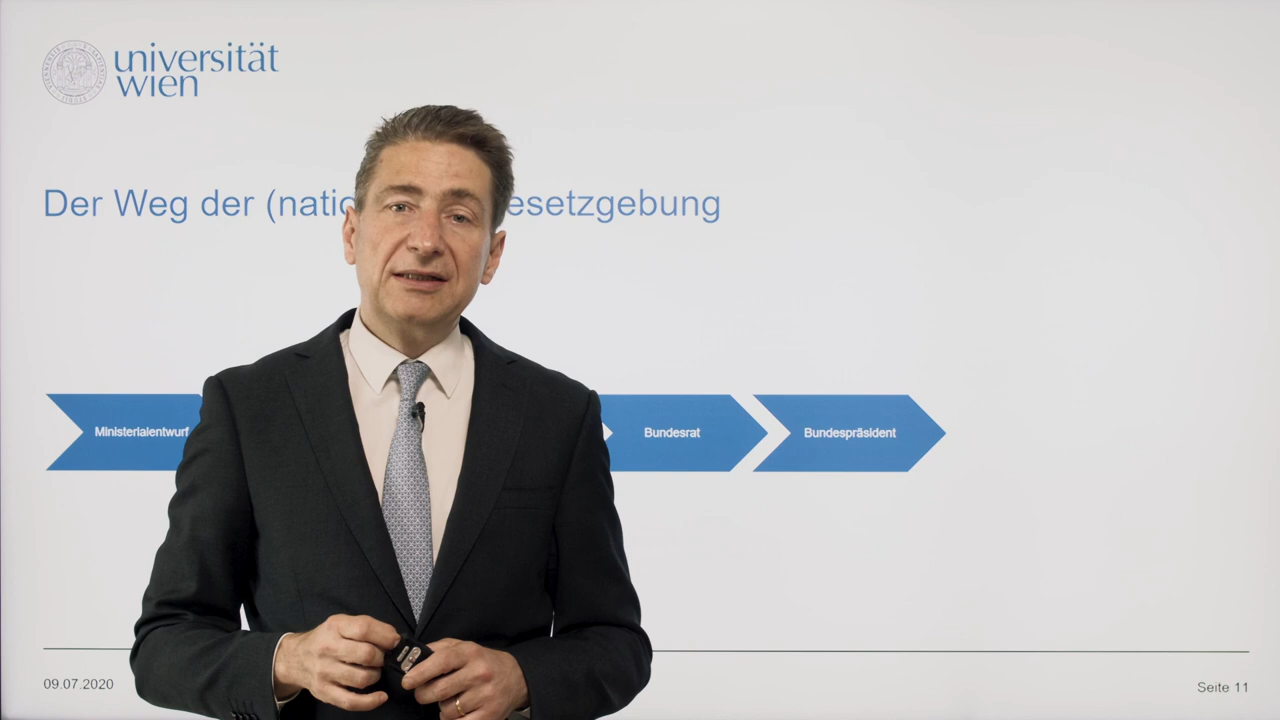 universität
wien
Der Weg der (natio esetzgebung
Ministerialentwurf
Bundesrat
Bundespräsident
09.07.2020
Seite 11